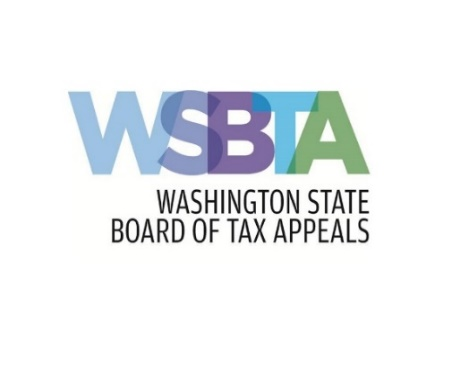 WSBTA
WASHINGTON STATE
BOARD OF TAX APPEALS